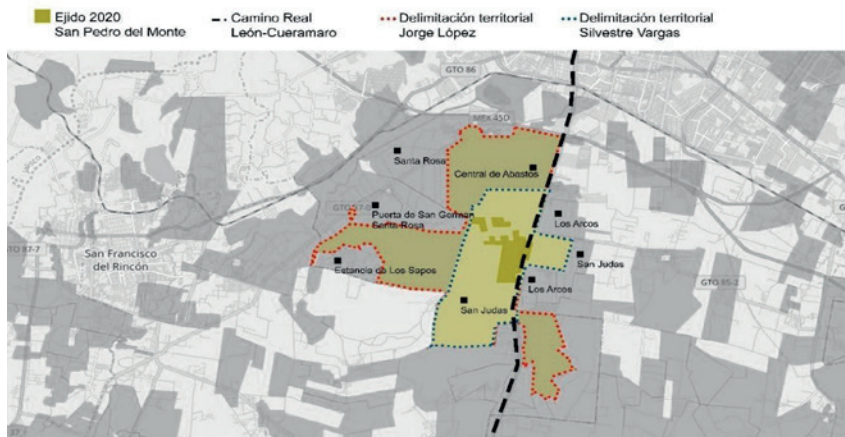 Ejido 2020
San Pedro del Monte
Camino Real
León-Cueramaro
Delimitación territorial
Jorge López
Delimitación territorial
Silvestre Vargas
GTO 86
MEX 45D
Santa Rosa
Central de Abastos
Puerta de San German
Santa Rosa
Los Arcos
San Francisco
del Rincón
Estancia de Los Sapos
San Judas
Los Arcos
GTO 85-2
San Judas